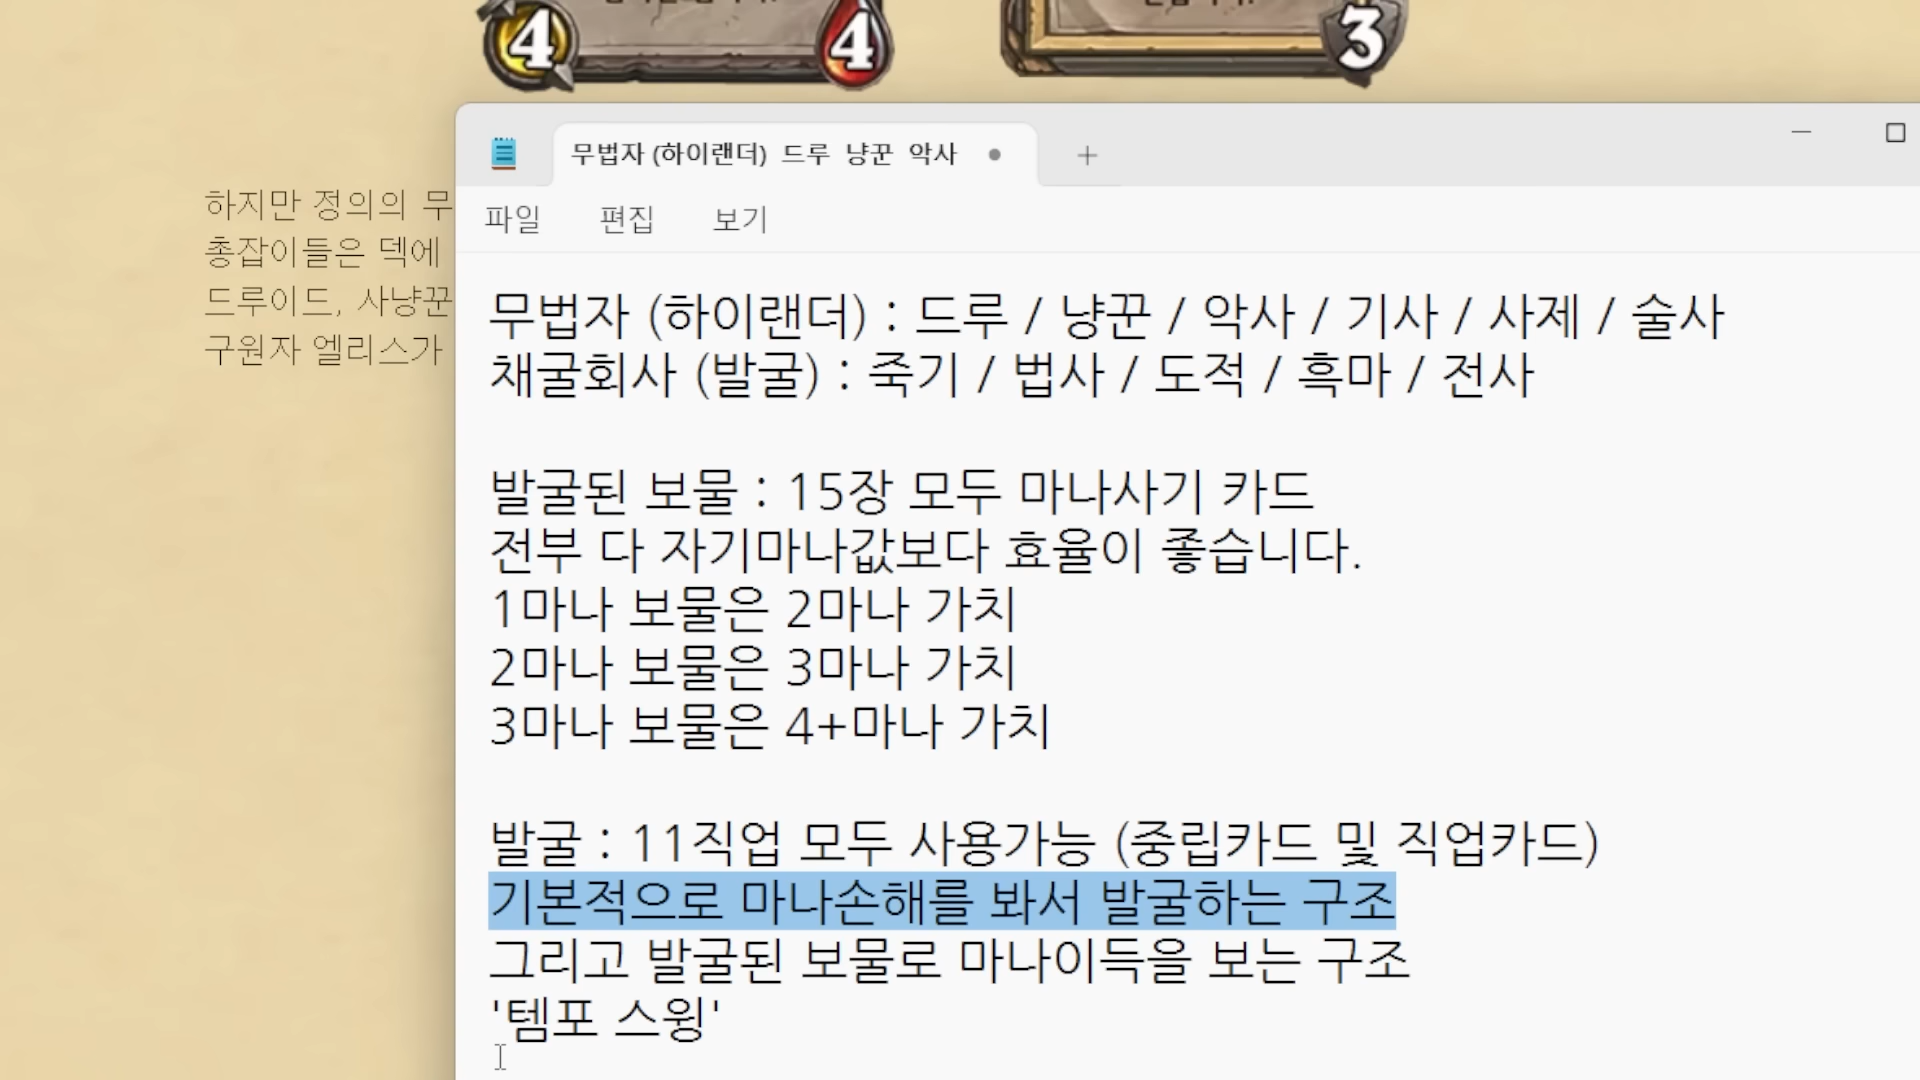 4
4
3
무법자 (하이랜더) 드루 냥꾼 악사
파일 편집 보기
하지만 정의의 무
총잡이들은 덱에
드루이드, 사냥꾼
구원자 엘리스가
무법자 (하이랜더) : 드루 / 냥꾼 / 악사 / 기사 / 사제 / 술사
채굴회사 (발굴) : 죽기 / 법사 / 도적 / 흑마 / 전사
발굴된 보물 : 15장 모두 마나사기 카드
전부 다 자기마나값보다 효율이 좋습니다.
1마나 보물은 2마나 가치
2마나 보물은 3마나 가치
3마나 보물은 4+마나 가치
발굴 : 11직업 모두 사용가능 (중립카드 및 직업카드)
기본적으로 마나손해를 봐서 발굴하는 구조
그리고 발굴된 보물로 마나이득을 보는 구조
'템포 스윙'